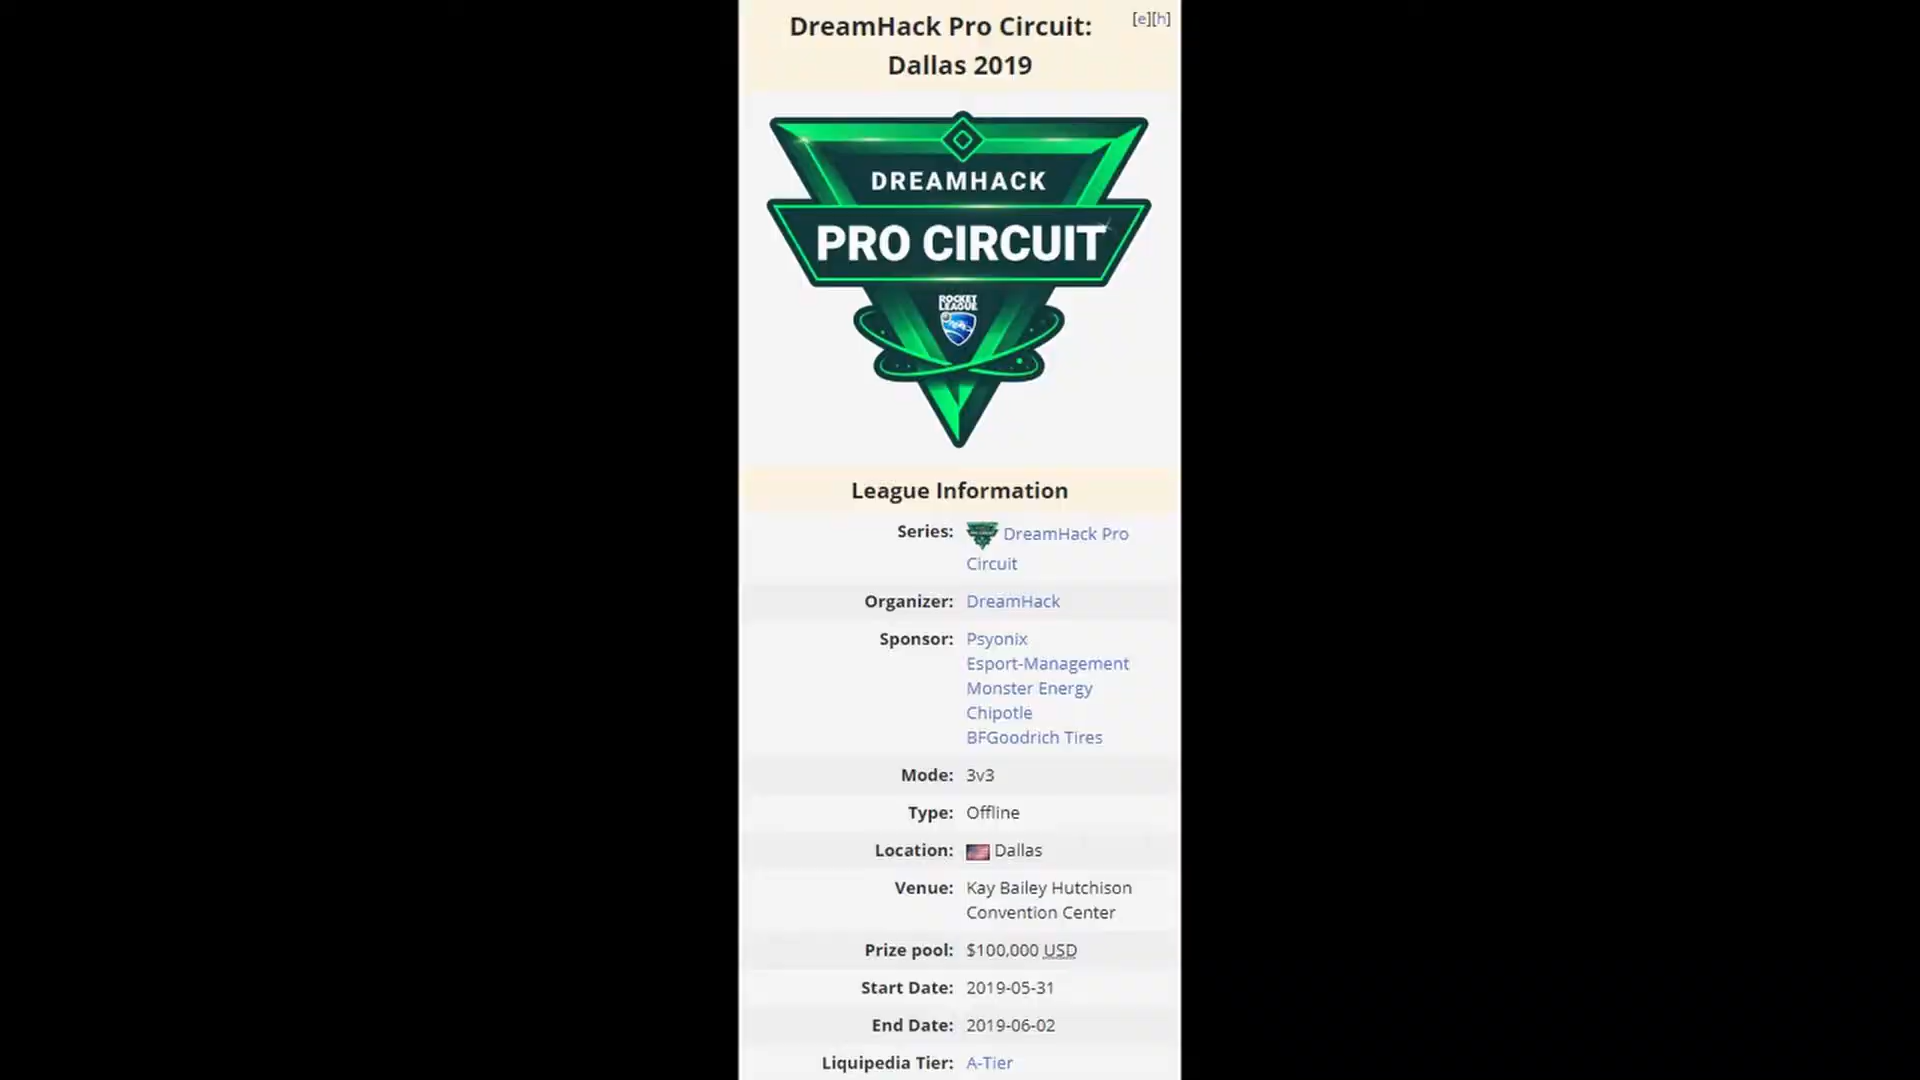 DreamHack Pro Circuit:
Dallas 2019
[e][h]
DREAMHACK
PRO CIRCUIT
ROCKET
LEAGUE
League Information
Series: DreamHack Pro
Circuit
Organizer: DreamHack
Sponsor: Psyonix
Esport-Management
Monster Energy
Chipotle
BFGoodrich Tires
Mode: 3v3
Type: Offline
Location: Dallas
Venue: Kay Bailey Hutchison
Convention Center
Prize pool: $100,000 USD
Start Date: 2019-05-31
End Date: 2019-06-02
Liquipedia Tier: A-Tier